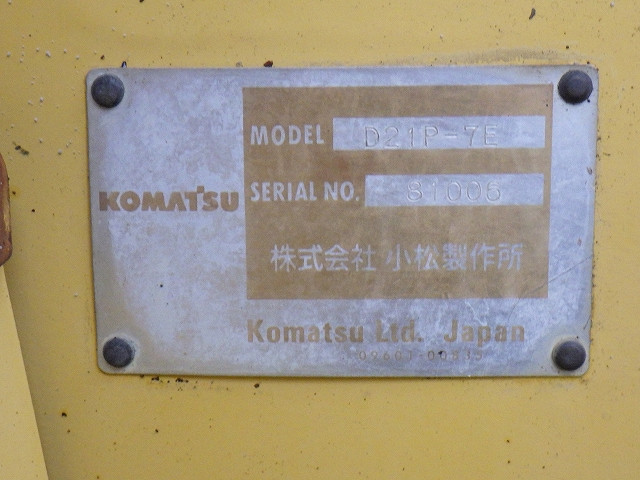 MODEL D21P-7E
KOMATSU
SERIAL NO. 81006
株式会社 小松製作所
Komatsu Ltd. Japan